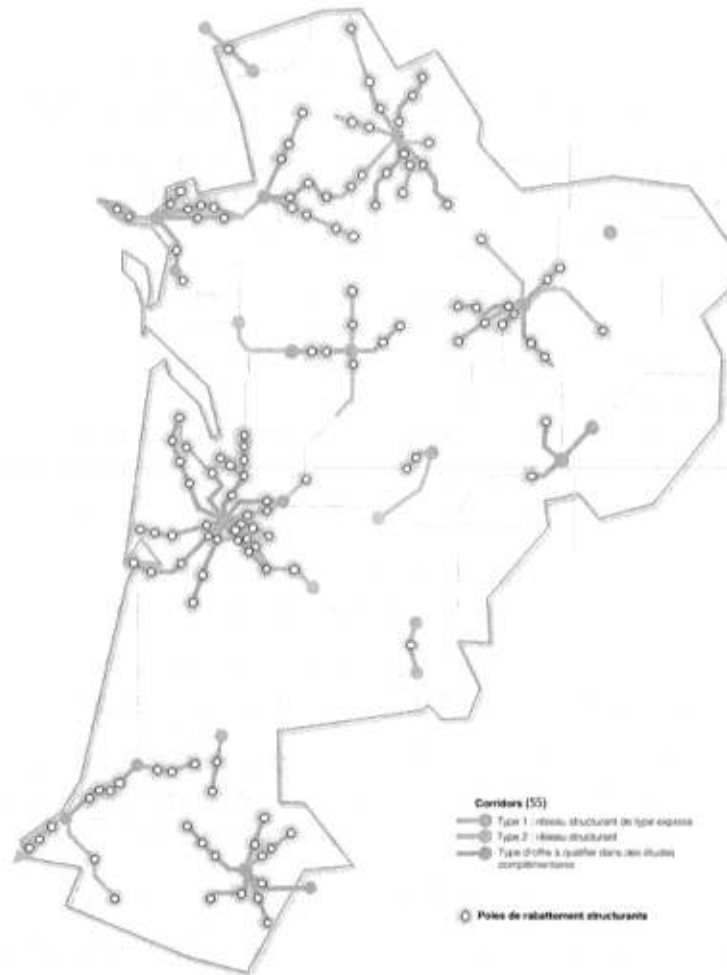 Corridors (55)
Type 1 : réseau structurant de type express
Type 2 : réseau structurant
Type d'offre à qualifier dans des études
complémentaires
Poles de rabattement structurants